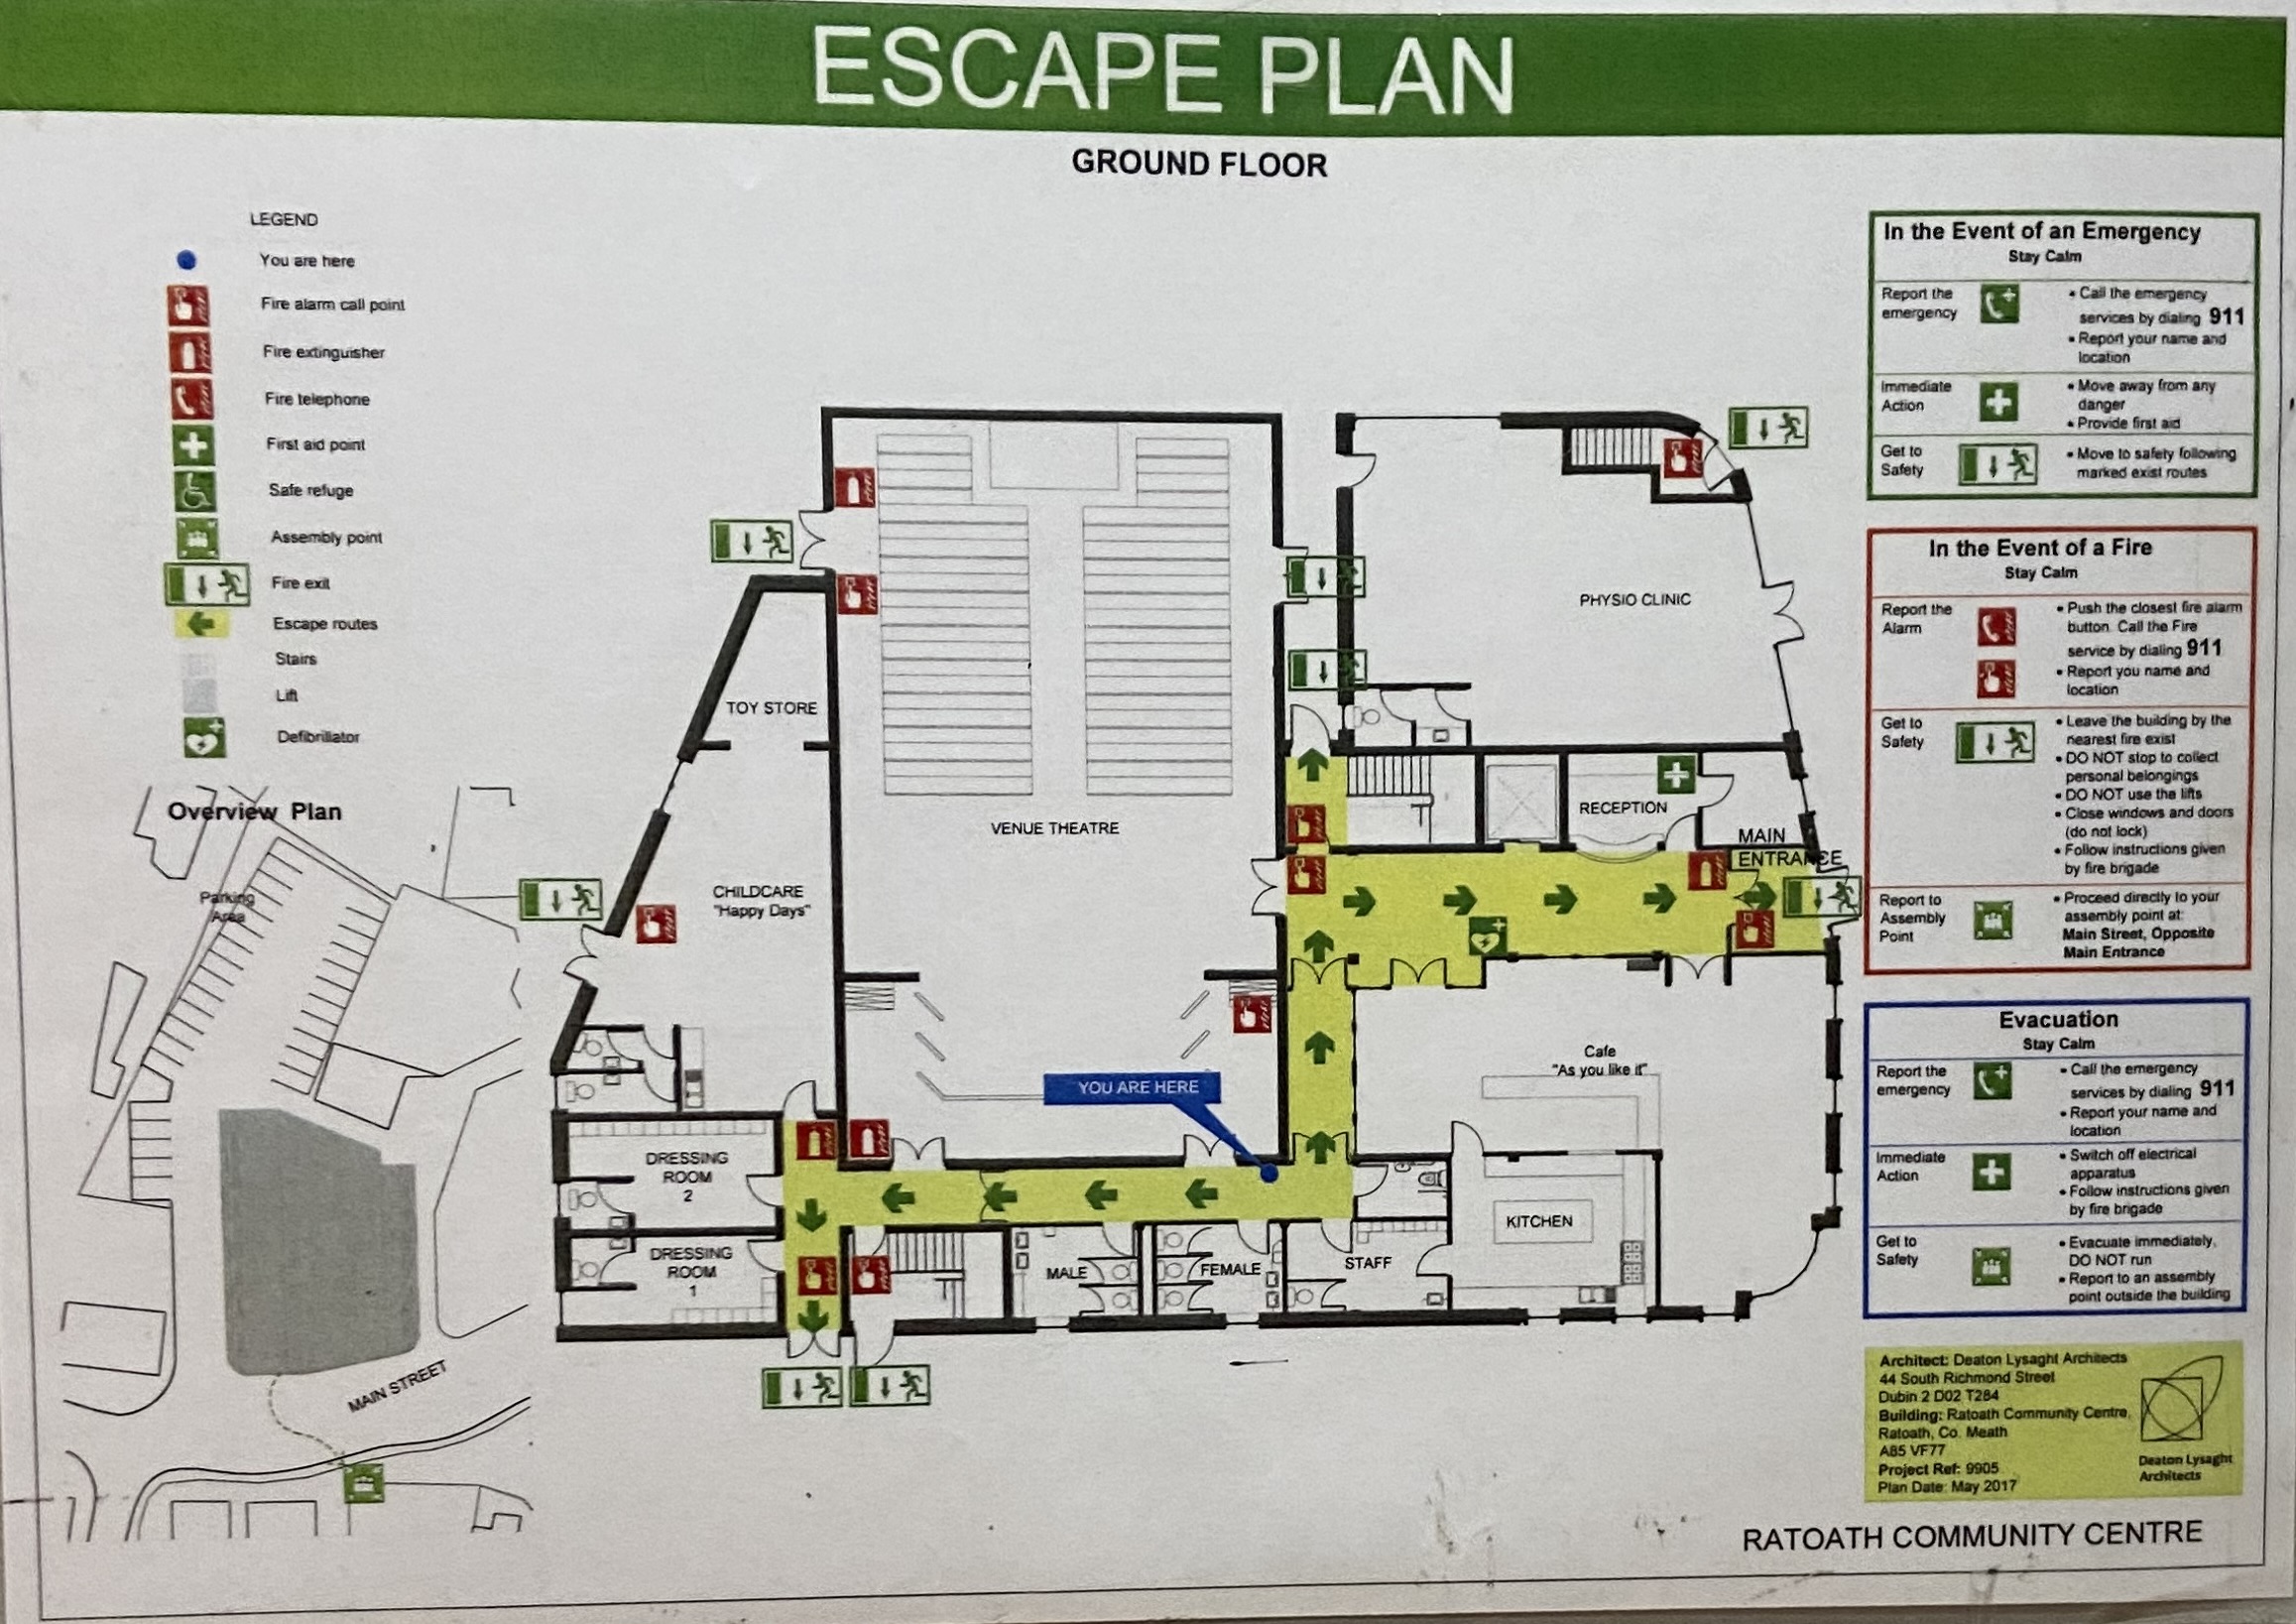 ESCAPE PLAN
GROUND FLOOR
LEGEND
You are here
Fire alarm call point
Fire extinguisher
Fire telephone
First aid point
Safe refuge
Assembly point
Fire exit
Escape routes
Stairs
Lift
Defibrillator
Overview Plan
Parking
Area
MAIN STREET
TOY STORE
CHILDCARE
"Happy Days"
VENUE THEATRE
PHYSIO CLINIC
RECEPTION
MAIN
ENTRANCE
Cafe
"As you like it"
YOU ARE HERE
DRESSING
ROOM
2
DRESSING
ROOM
1
MALE
FEMALE
STAFF
KITCHEN
In the Event of an Emergency
Stay Calm
Report the
emergency
• Call the emergency
services by dialing 911
• Report your name and
location
Immediate
Action
• Move away from any
danger
• Provide first aid
Get to
Safety
• Move to safety following
marked exist routes
In the Event of a Fire
Stay Calm
Report the
Alarm
• Push the closest fire alarm
button. Call the Fire
service by dialing 911
• Report you name and
location
Get to
Safety
• Leave the building by the
nearest fire exist
• DO NOT stop to collect
personal belongings
• DO NOT use the lifts
• Close windows and doors
(do not lock)
• Follow instructions given
by fire brigade
Report to
Assembly
Point
• Proceed directly to your
assembly point at:
Main Street, Opposite
Main Entrance
Evacuation
Stay Calm
Report the
emergency
• Call the emergency
services by dialing 911
• Report your name and
location
Immediate
Action
• Switch off electrical
apparatus
• Follow instructions given
by fire brigade
Get to
Safety
• Evacuate immediately,
DO NOT run
• Report to an assembly
point outside the building
Architect: Deaton Lysaght Architects
44 South Richmond Street
Dubin 2 D02 T284
Building: Ratoath Community Centre,
Ratoath, Co. Meath
A85 VF77
Project Ref: 9905
Plan Date: May 2017
Deaton Lysaght
Architects
RATOATH COMMUNITY CENTRE